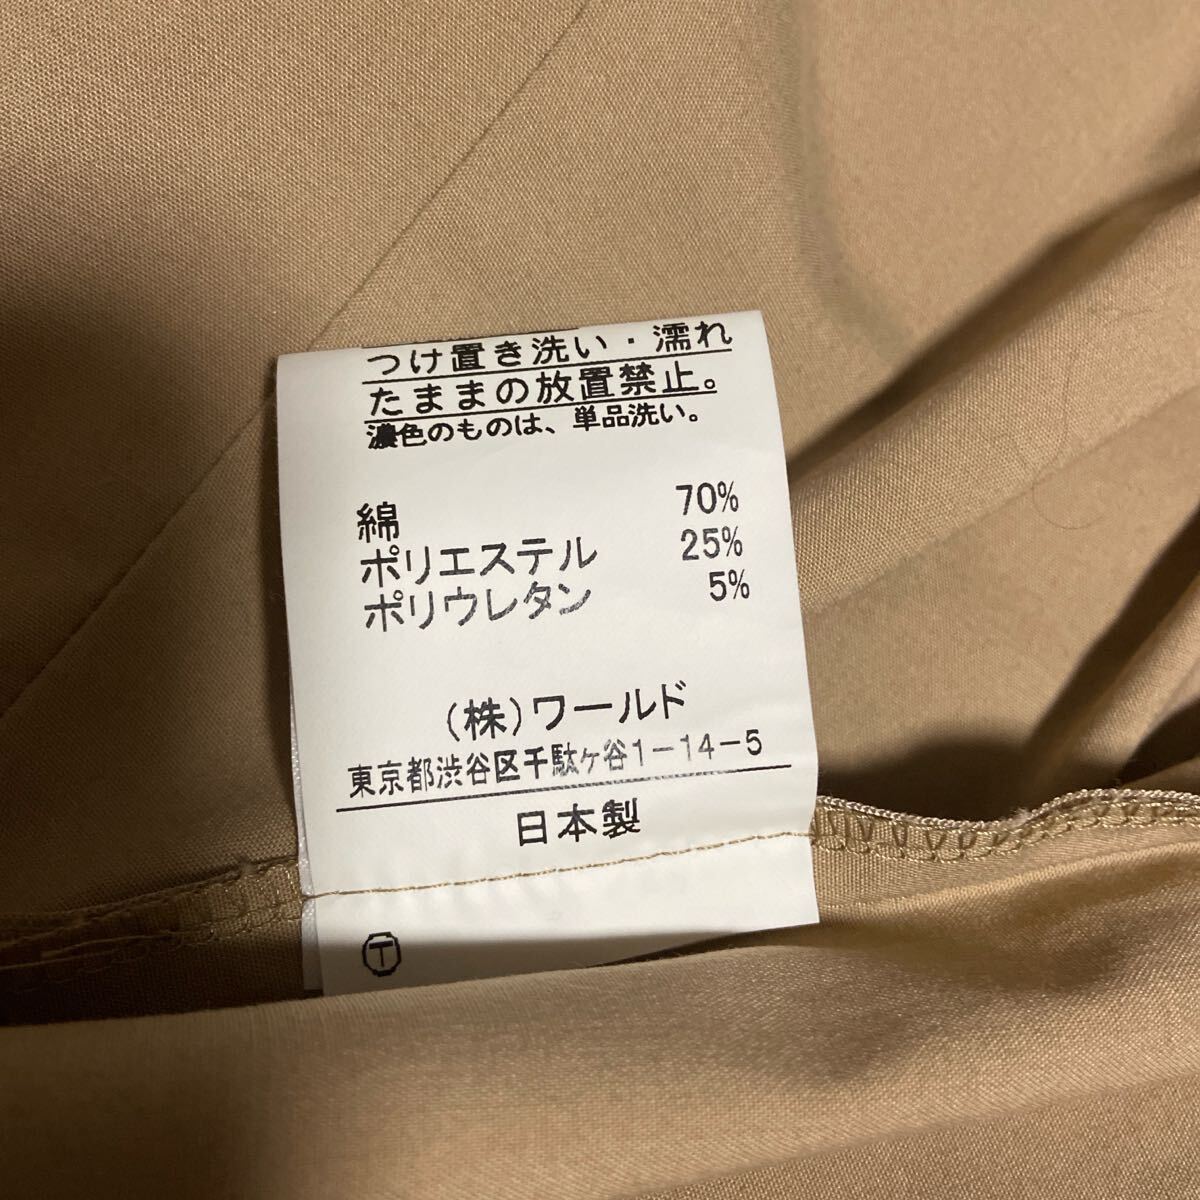 つけ置き洗い・濡れ
たままの放置禁止。
濃色のものは、単品洗い。
綿 70%
ポリエステル 25%
ポリウレタン 5%
(株)ワールド
東京都渋谷区千駄ケ谷1-14-5
日本製
T